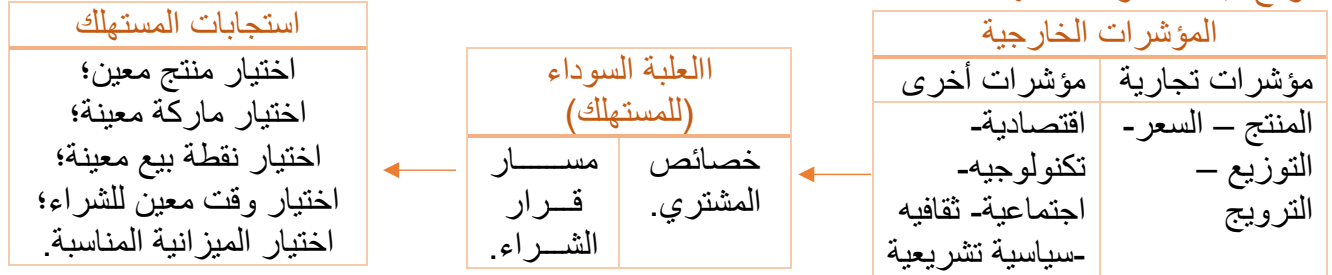 المؤشرات الخارجية
مؤشرات تجارية
المنتج – السعر-
التوزيع –
الترويج
مؤشرات أخرى
اقتصادية-
تكنولوجيه-
اجتماعية- ثقافيه
-سياسية تشريعية
االعلبة السوداء
(للمستهلك)
خصائص
المشتري.
مســــــار
قــرار
الشـــراء.
استجابات المستهلك
اختيار منتج معين؛
اختيار ماركة معينة؛
اختيار نقطة بيع معينة؛
اختيار وقت معين للشراء؛
اختيار الميزانية المناسبة.